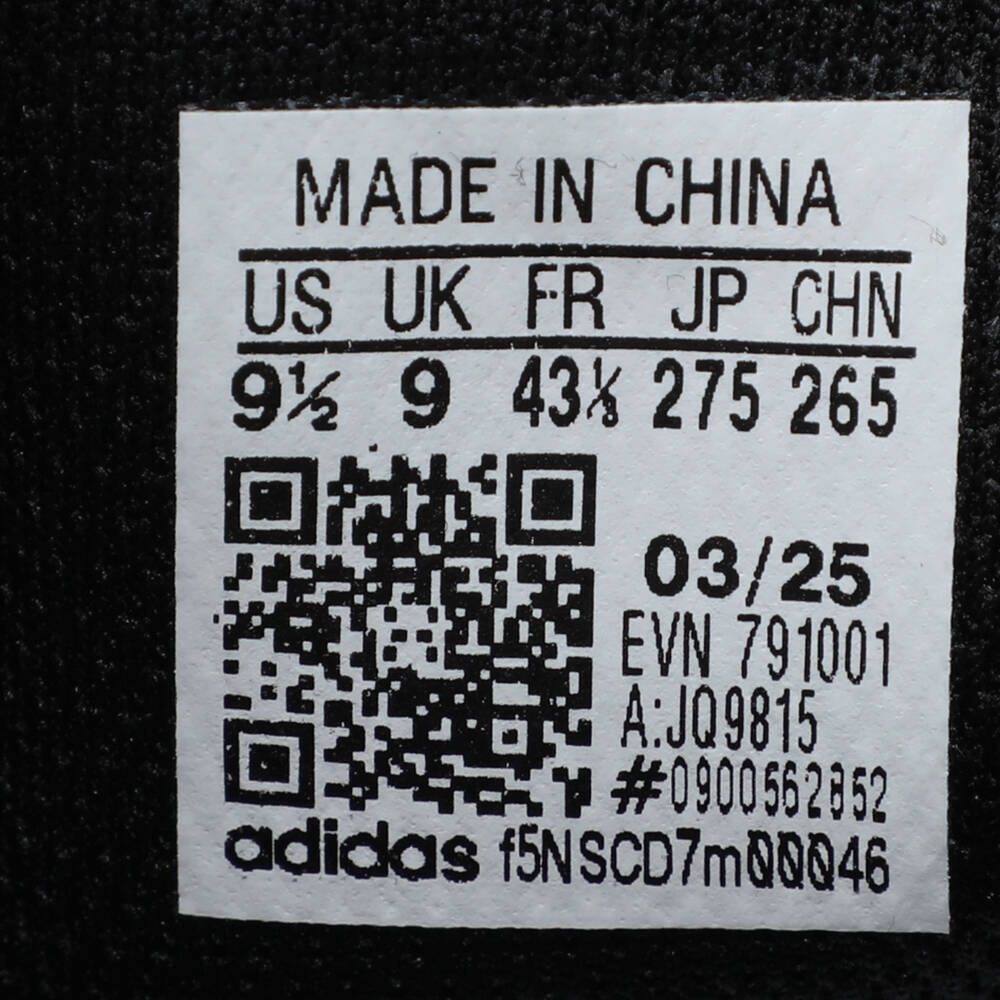 MADE IN CHINA
US UK FR JP CHN
9½ 9 43⅓ 275 265
03/25
EVN 791001
A:JQ9815
#0900562852
adidas f5NSCD7m00046